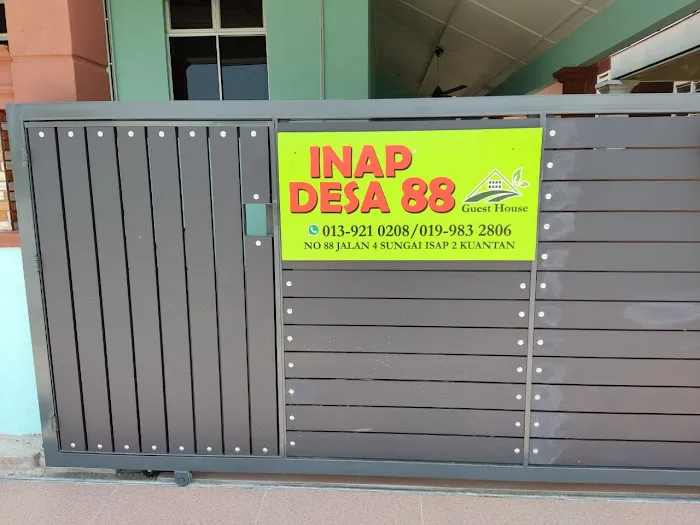 INAP
DESA 88
Guest House
013-921 0208/019-983 2806
NO 88 JALAN 4 SUNGAI ISAP 2 KUANTAN